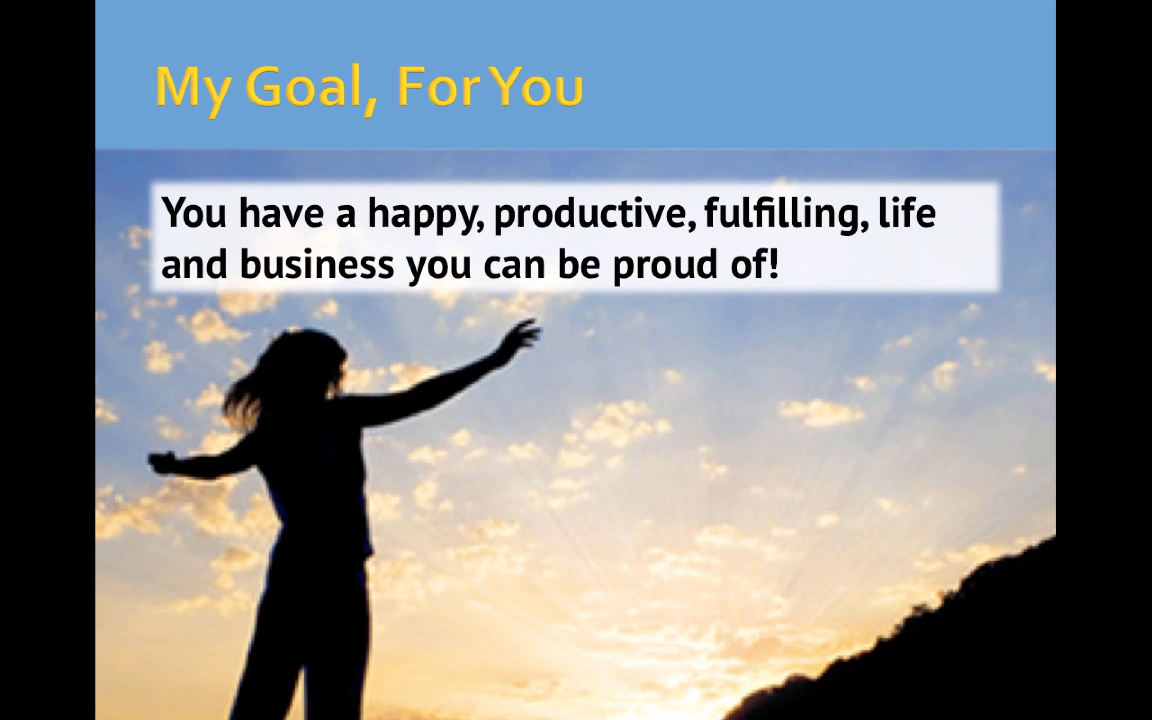 My Goal, For You
You have a happy, productive, fulfilling, life
and business you can be proud of!